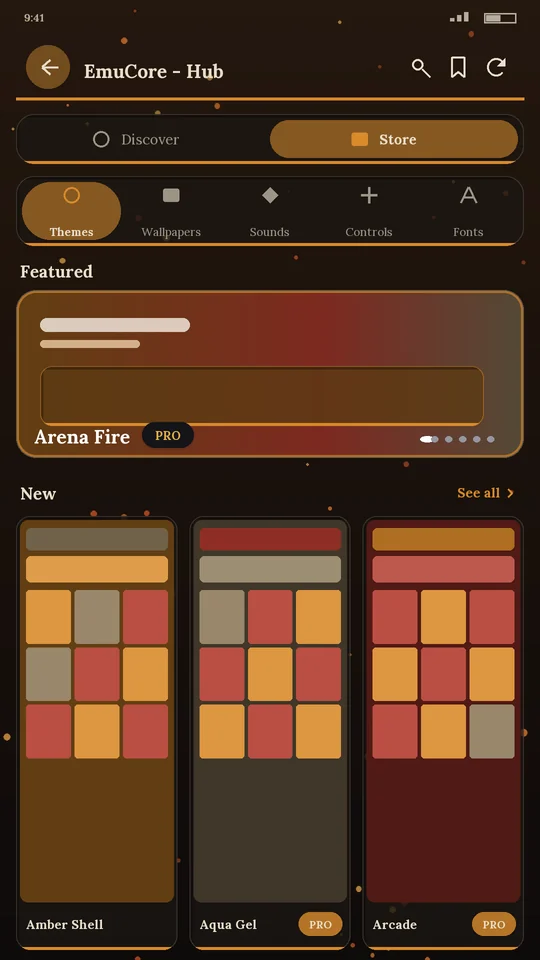 9:41
EmuCore - Hub
Discover
Store
Themes
Wallpapers
Sounds
Controls
Fonts
Featured
Arena Fire
PRO
New
See all
Amber Shell
Aqua Gel
PRO
Arcade
PRO